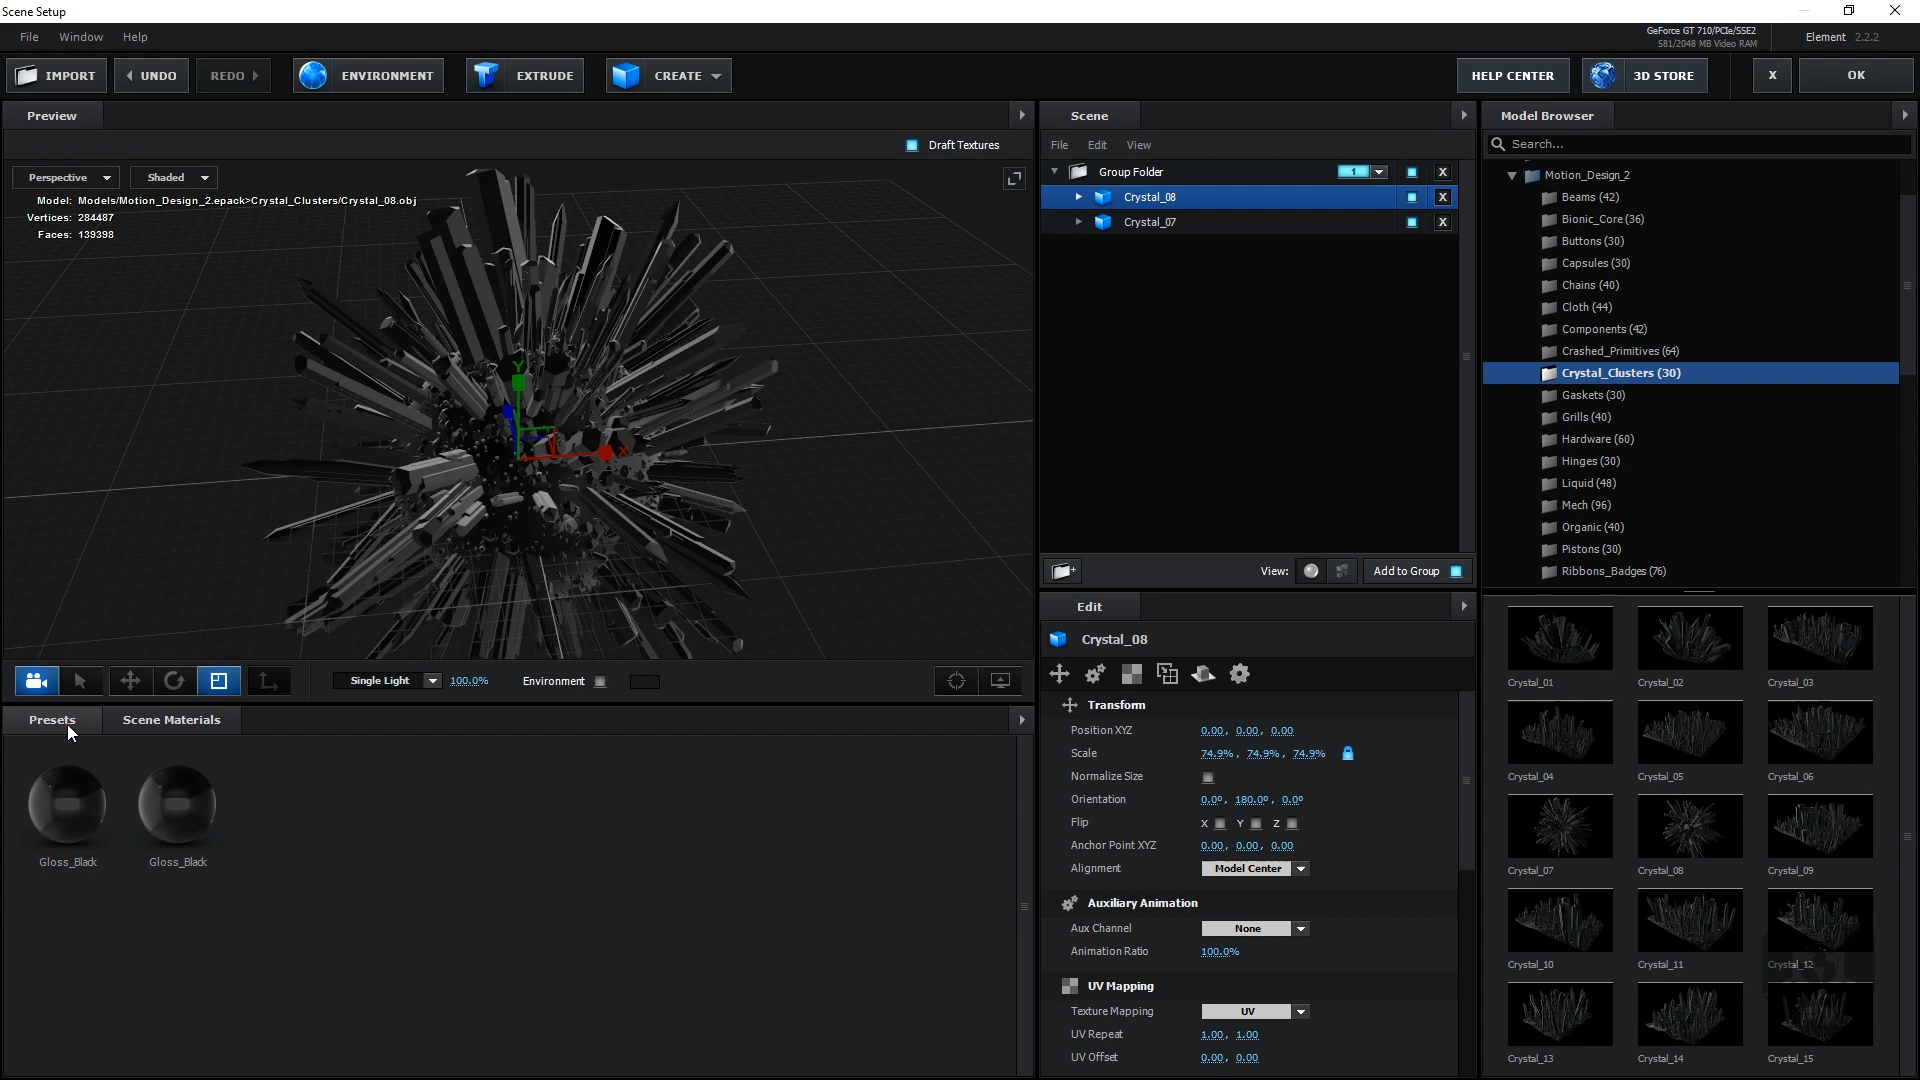 Scene Setup
File Window Help
GeForce GT 710/PCIe/SSE2
581/2048 MB Video RAM
Element 2.2.2
IMPORT UNDO REDO ENVIRONMENT EXTRUDE CREATE HELP CENTER 3D STORE X OK
Preview
Draft Textures
Perspective Shaded
Model: Models/Motion_Design_2.epack>Crystal_Clusters/Crystal_08.obj
Vertices: 284487
Faces: 139398
Y
X
Single Light 100.0% Environment
Presets Scene Materials
Gloss_Black Gloss_Black
Scene
File Edit View
Group Folder 1 X
Crystal_08 X
Crystal_07 X
View: Add to Group
Edit
Crystal_08
Transform
Position XYZ 0.00, 0.00, 0.00
Scale 74.9%, 74.9%, 74.9%
Normalize Size
Orientation 0.0º, 180.0º, 0.0º
Flip X Y Z
Anchor Point XYZ 0.00, 0.00, 0.00
Alignment Model Center
Auxiliary Animation
Aux Channel None
Animation Ratio 100.0%
UV Mapping
Texture Mapping UV
UV Repeat 1.00, 1.00
UV Offset 0.00, 0.00
Model Browser
Search...
Motion_Design_2
Beams (42)
Bionic_Core (36)
Buttons (30)
Capsules (30)
Chains (40)
Cloth (44)
Components (42)
Crashed_Primitives (64)
Crystal_Clusters (30)
Gaskets (30)
Grills (40)
Hardware (60)
Hinges (30)
Liquid (48)
Mech (96)
Organic (40)
Pistons (30)
Ribbons_Badges (76)
Crystal_01 Crystal_02 Crystal_03
Crystal_04 Crystal_05 Crystal_06
Crystal_07 Crystal_08 Crystal_09
Crystal_10 Crystal_11 Crystal_12
Crystal_13 Crystal_14 Crystal_15